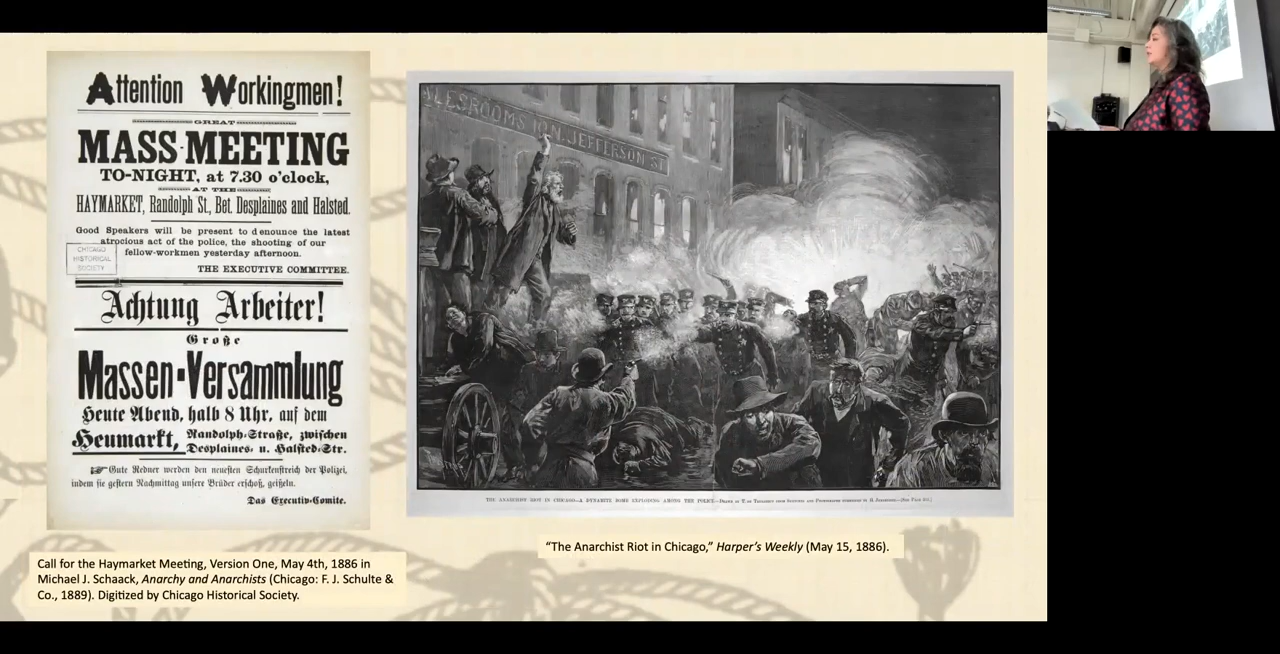 Attention Workingmen!
GREAT
MASS-MEETING
TO-NIGHT, at 7.30 o'clock,
AT THE
HAYMARKET, Randolph St., Bet. Desplaines and Halsted.
Good Speakers will be present to denounce the latest
atrocious act of the police, the shooting of our
fellow-workmen yesterday afternoon.
THE EXECUTIVE COMMITTEE.
CHICAGO
HISTORICAL
SOCIETY
Achtung Arbeiter!
Große
Massen-Versammlung
Heute Abend, halb 8 Uhr, auf dem
Heumarkt, Randolph-Straße, zwischen
Desplaines- u. Halsted-Str.
☞ Gute Redner werden den neuesten Schurkenstreich der Polizei,
indem sie gestern Nachmittag unsere Brüder erschoß, geißeln.
Das Executiv-Comite.
Call for the Haymarket Meeting, Version One, May 4th, 1886 in
Michael J. Schaack, Anarchy and Anarchists (Chicago: F. J. Schulte &
Co., 1889). Digitized by Chicago Historical Society.
N. JEFFERSON ST
THE ANARCHIST RIOT IN CHICAGO—A DYNAMITE BOMB EXPLODING AMONG THE POLICE.
“The Anarchist Riot in Chicago,” Harper’s Weekly (May 15, 1886).